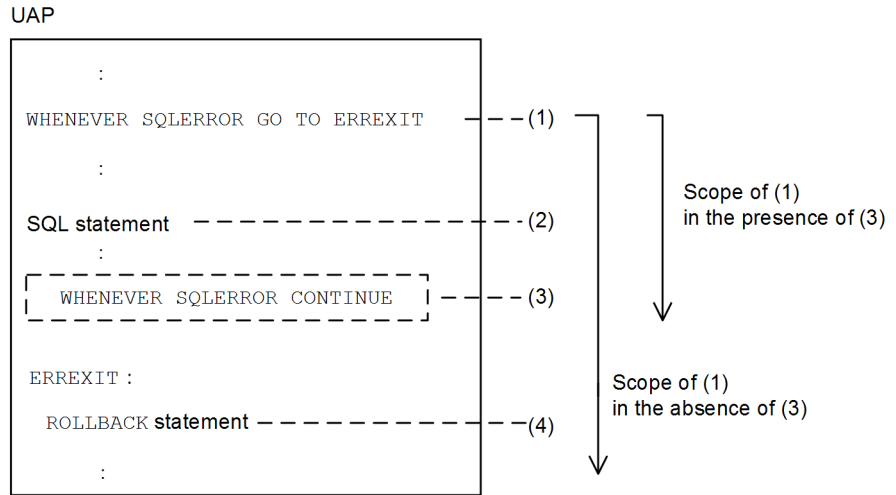 UAP
:
WHENEVER SQLERROR GO TO ERREXIT (1)
:
Scope of (1)
in the presence of (3)
SQL statement (2)
:
WHENEVER SQLERROR CONTINUE (3)
ERREXIT :
Scope of (1)
in the absence of (3)
ROLLBACK statement (4)
: